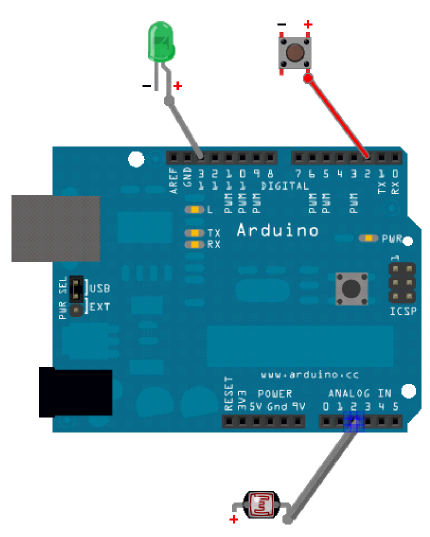 - +
- +
AREF
GND
13
12
PWM 11
PWM 10
PWM 9
8
DIGITAL
7
PWM 6
PWM 5
4
PWM 3
2
TX 1
RX 0
L
TX
RX
Arduino
PWR
1
ICSP
PWR SEL
USB
EXT
www.arduino.cc
POWER
ANALOG IN
RESET
3V3
5V Gnd 9V
0 1 2 3 4 5
+